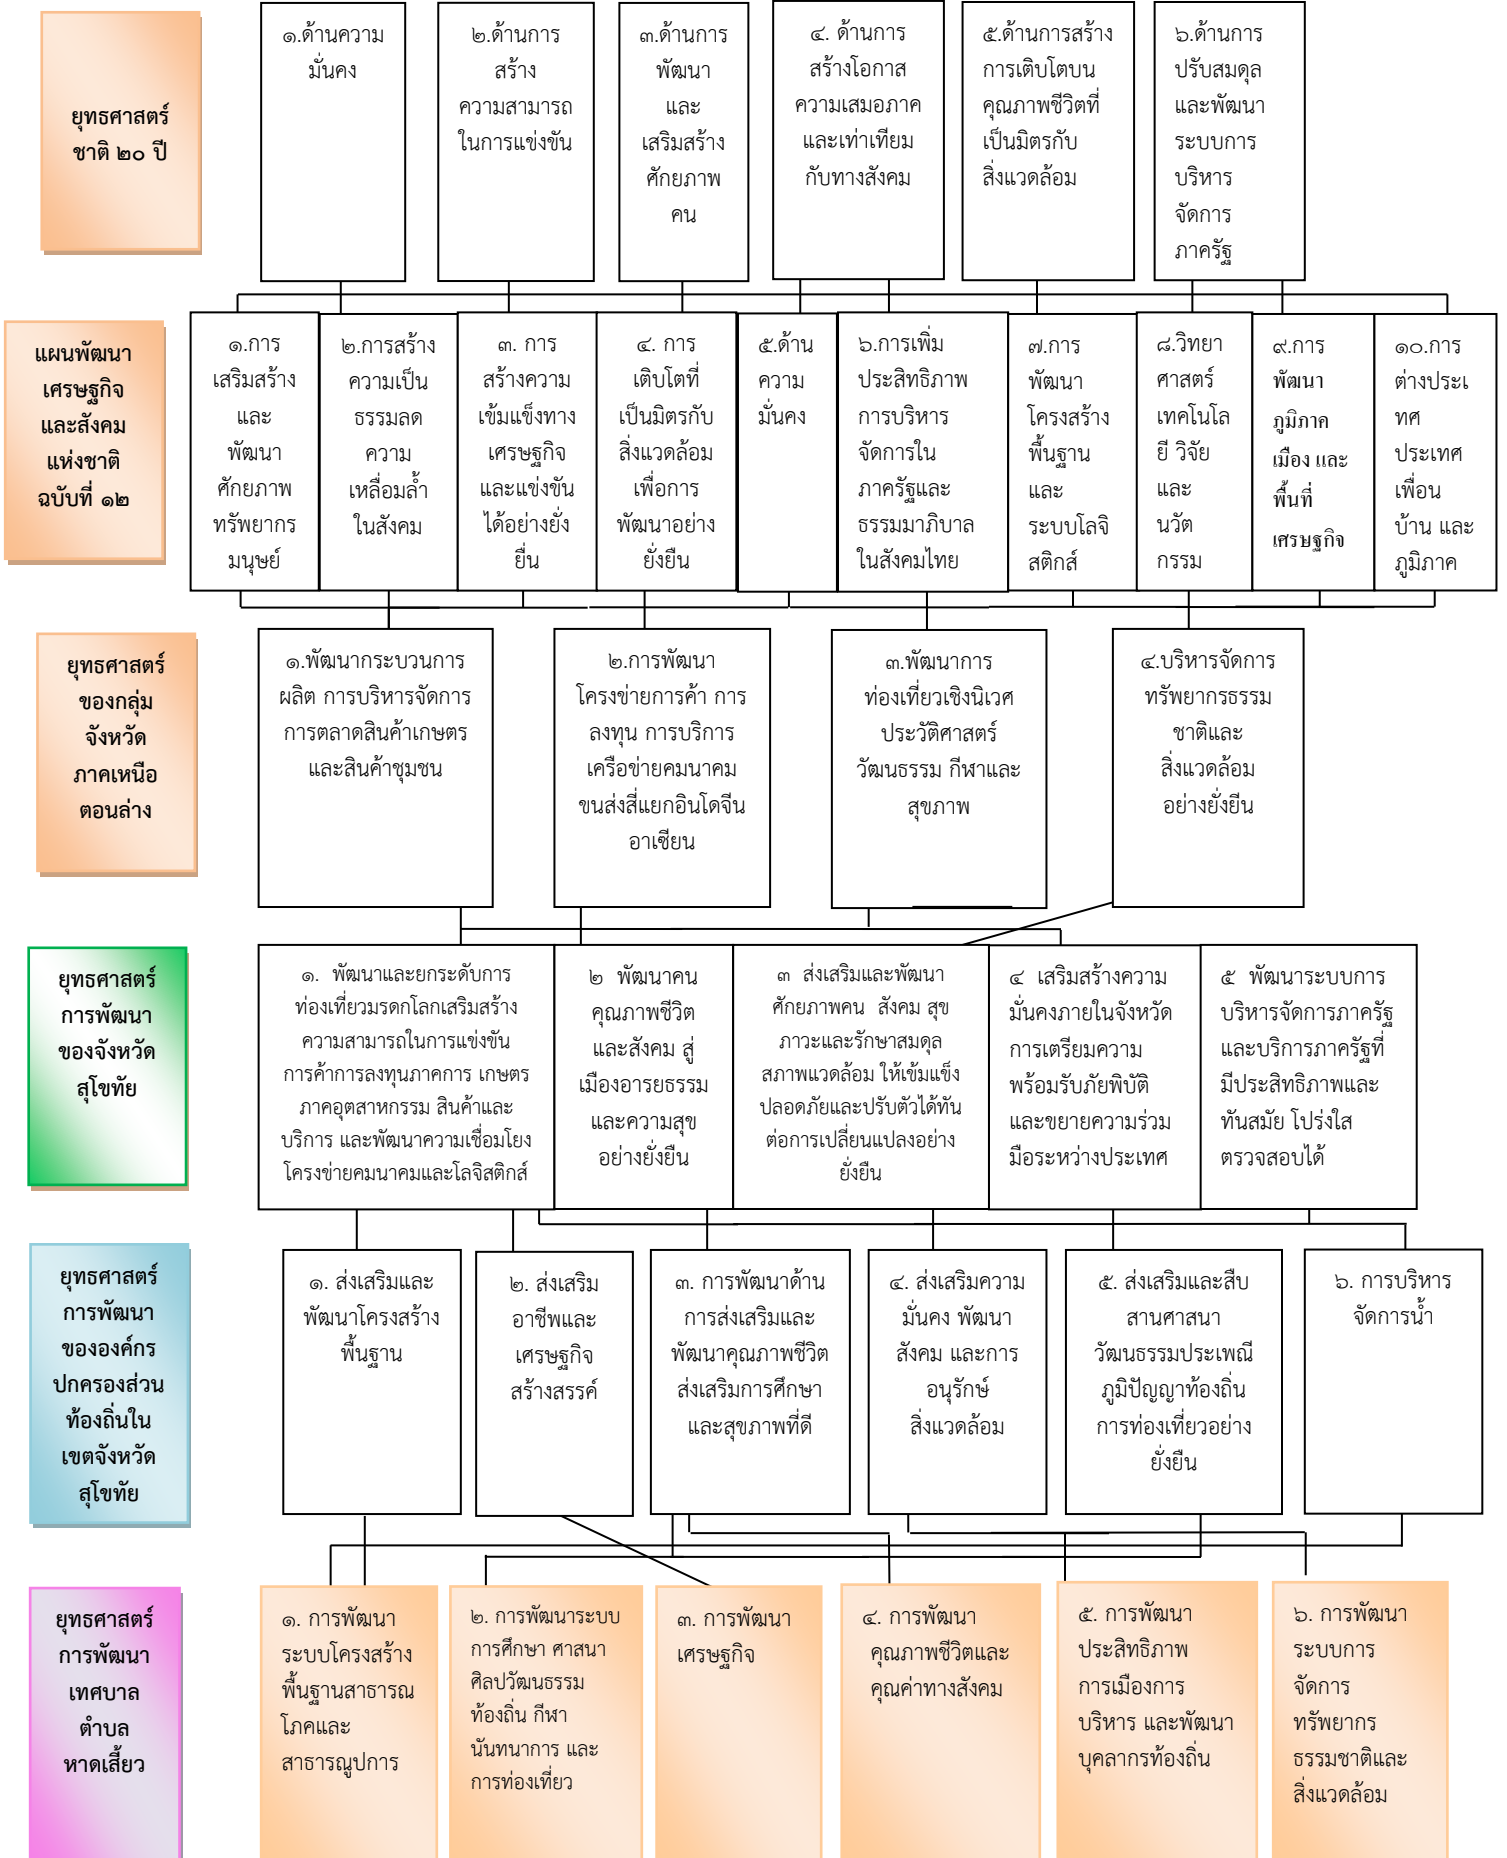 ยุทธศาสตร์
ชาติ ๒๐ ปี
๑.ด้านความ
มั่นคง
๒.ด้านการ
สร้าง
ความสามารถ
ในการแข่งขัน
๓.ด้านการ
พัฒนา
และ
เสริมสร้าง
ศักยภาพ
คน
๔. ด้านการ
สร้างโอกาส
ความเสมอภาค
และเท่าเทียม
กับทางสังคม
๕.ด้านการสร้าง
การเติบโตบน
คุณภาพชีวิตที่
เป็นมิตรกับ
สิ่งแวดล้อม
๖.ด้านการ
ปรับสมดุล
และพัฒนา
ระบบการ
บริหาร
จัดการ
ภาครัฐ
แผนพัฒนา
เศรษฐกิจ
และสังคม
แห่งชาติ
ฉบับที่ ๑๒
๑.การ
เสริมสร้าง
และ
พัฒนา
ศักยภาพ
ทรัพยากร
มนุษย์
๒.การสร้าง
ความเป็น
ธรรมลด
ความ
เหลื่อมล้ำ
ในสังคม
๓. การ
สร้างความ
เข้มแข็งทาง
เศรษฐกิจ
และแข่งขัน
ได้อย่างยั่ง
ยื่น
๔. การ
เติบโตที่
เป็นมิตรกับ
สิ่งแวดล้อม
เพื่อการ
พัฒนาอย่าง
ยั่งยืน
๕.ด้าน
ความ
มั่นคง
๖.การเพิ่ม
ประสิทธิภาพ
การบริหาร
จัดการใน
ภาครัฐและ
ธรรมมาภิบาล
ในสังคมไทย
๗.การ
พัฒนา
โครงสร้าง
พื้นฐาน
และ
ระบบโลจิ
สติกส์
๘.วิทยา
ศาสตร์
เทคโนโล
ยี วิจัย
และ
นวัต
กรรม
๙.การ
พัฒนา
ภูมิภาค
เมือง และ
พื้นที่
เศรษฐกิจ
๑๐.การ
ต่างประเ
ทศ
ประเทศ
เพื่อน
บ้าน และ
ภูมิภาค
ยุทธศาสตร์
ของกลุ่ม
จังหวัด
ภาคเหนือ
ตอนล่าง
๑.พัฒนากระบวนการ
ผลิต การบริหารจัดการ
การตลาดสินค้าเกษตร
และสินค้าชุมชน
๒.การพัฒนา
โครงข่ายการค้า การ
ลงทุน การบริการ
เครือข่ายคมนาคม
ขนส่งสี่แยกอินโดจีน
อาเซียน
๓.พัฒนาการ
ท่องเที่ยวเชิงนิเวศ
ประวัติศาสตร์
วัฒนธรรม กีฬาและ
สุขภาพ
๔.บริหารจัดการ
ทรัพยากรธรรม
ชาติและ
สิ่งแวดล้อม
อย่างยั่งยืน
ยุทธศาสตร์
การพัฒนา
ของจังหวัด
สุโขทัย
๑. พัฒนาและยกระดับการ
ท่องเที่ยวมรดกโลกเสริมสร้าง
ความสามารถในการแข่งขัน
การค้าการลงทุนภาคการ เกษตร
ภาคอุตสาหกรรม สินค้าและ
บริการ และพัฒนาความเชื่อมโยง
โครงข่ายคมนาคมและโลจิสติกส์
๒ พัฒนาคน
คุณภาพชีวิต
และสังคม สู่
เมืองอารยธรรม
และความสุข
อย่างยั่งยืน
๓ ส่งเสริมและพัฒนา
ศักยภาพคน สังคม สุข
ภาวะและรักษาสมดุล
สภาพแวดล้อม ให้เข้มแข็ง
ปลอดภัยและปรับตัวได้ทัน
ต่อการเปลี่ยนแปลงอย่าง
ยั่งยืน
๔ เสริมสร้างความ
มั่นคงภายในจังหวัด
การเตรียมความ
พร้อมรับภัยพิบัติ
และขยายความร่วม
มือระหว่างประเทศ
๕ พัฒนาระบบการ
บริหารจัดการภาครัฐ
และบริการภาครัฐที่
มีประสิทธิภาพและ
ทันสมัย โปร่งใส
ตรวจสอบได้
ยุทธศาสตร์
การพัฒนา
ขององค์กร
ปกครองส่วน
ท้องถิ่นใน
เขตจังหวัด
สุโขทัย
๑. ส่งเสริมและ
พัฒนาโครงสร้าง
พื้นฐาน
๒. ส่งเสริม
อาชีพและ
เศรษฐกิจ
สร้างสรรค์
๓. การพัฒนาด้าน
การส่งเสริมและ
พัฒนาคุณภาพชีวิต
ส่งเสริมการศึกษา
และสุขภาพที่ดี
๔. ส่งเสริมความ
มั่นคง พัฒนา
สังคม และการ
อนุรักษ์
สิ่งแวดล้อม
๕. ส่งเสริมและสืบ
สานศาสนา
วัฒนธรรมประเพณี
ภูมิปัญญาท้องถิ่น
การท่องเที่ยวอย่าง
ยั่งยืน
๖. การบริหาร
จัดการน้ำ
ยุทธศาสตร์
การพัฒนา
เทศบาล
ตำบล
หาดเสี้ยว
๑. การพัฒนา
ระบบโครงสร้าง
พื้นฐานสาธารณ
โภคและ
สาธารณูปการ
๒. การพัฒนาระบบ
การศึกษา ศาสนา
ศิลปวัฒนธรรม
ท้องถิ่น กีฬา
นันทนาการ และ
การท่องเที่ยว
๓. การพัฒนา
เศรษฐกิจ
๔. การพัฒนา
คุณภาพชีวิตและ
คุณค่าทางสังคม
๕. การพัฒนา
ประสิทธิภาพ
การเมืองการ
บริหาร และพัฒนา
บุคลากรท้องถิ่น
๖. การพัฒนา
ระบบการ
จัดการ
ทรัพยากร
ธรรมชาติและ
สิ่งแวดล้อม